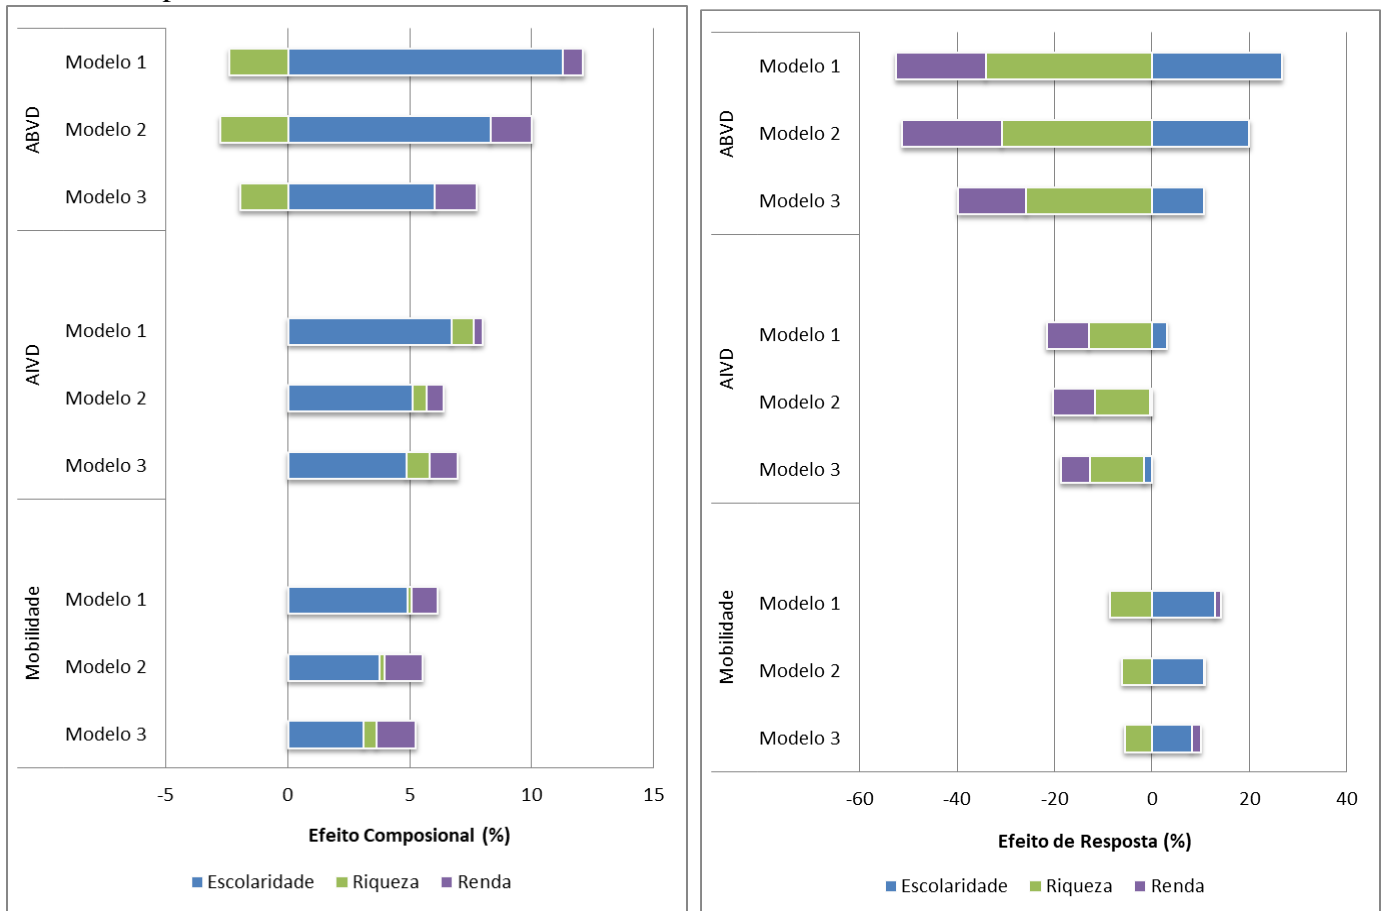 ABVD
Modelo 1
Modelo 2
Modelo 3
AIVD
Modelo 1
Modelo 2
Modelo 3
Mobilidade
Modelo 1
Modelo 2
Modelo 3
-5 0 5 10 15
Efeito Composional (%)
Escolaridade Riqueza Renda
ABVD
Modelo 1
Modelo 2
Modelo 3
AIVD
Modelo 1
Modelo 2
Modelo 3
Mobilidade
Modelo 1
Modelo 2
Modelo 3
-60 -40 -20 0 20 40
Efeito de Resposta (%)
Escolaridade Riqueza Renda